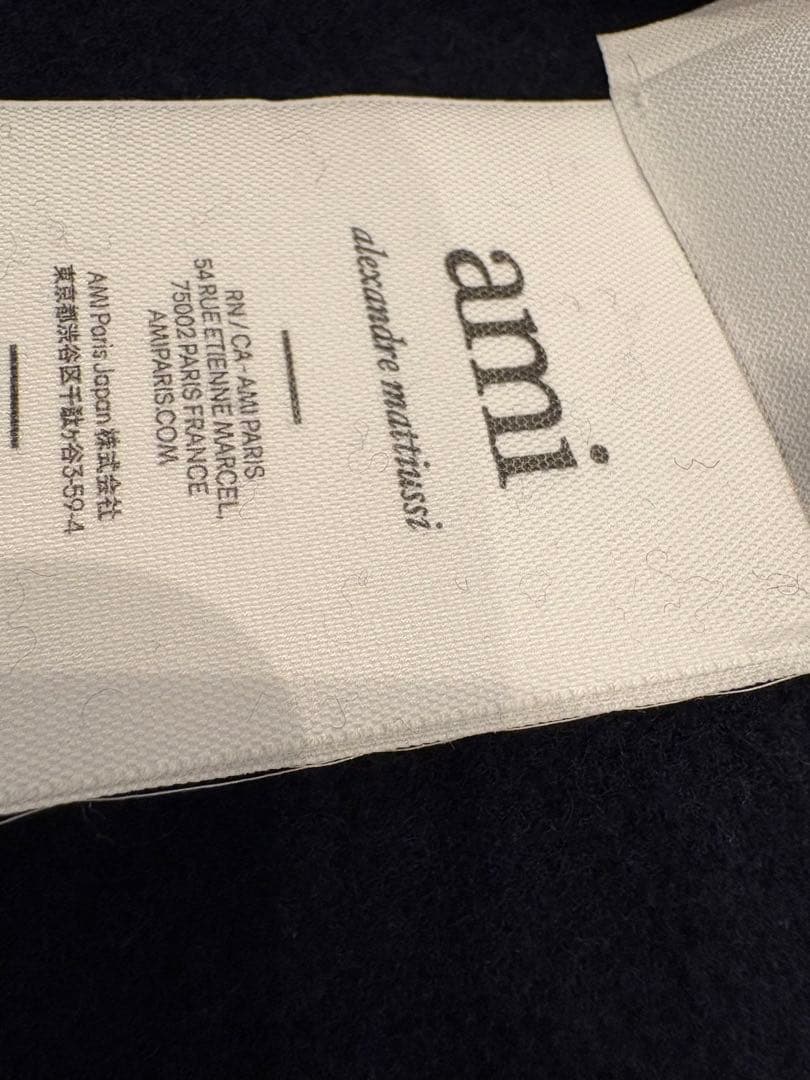 ami
alexandre mattiussi
RN / CA - AMI PARIS
54 RUE ETIENNE MARCEL,
75002 PARIS FRANCE
AMIPARIS.COM
AMI Paris Japan 株式会社
東京都渋谷区千駄ヶ谷3-59-4